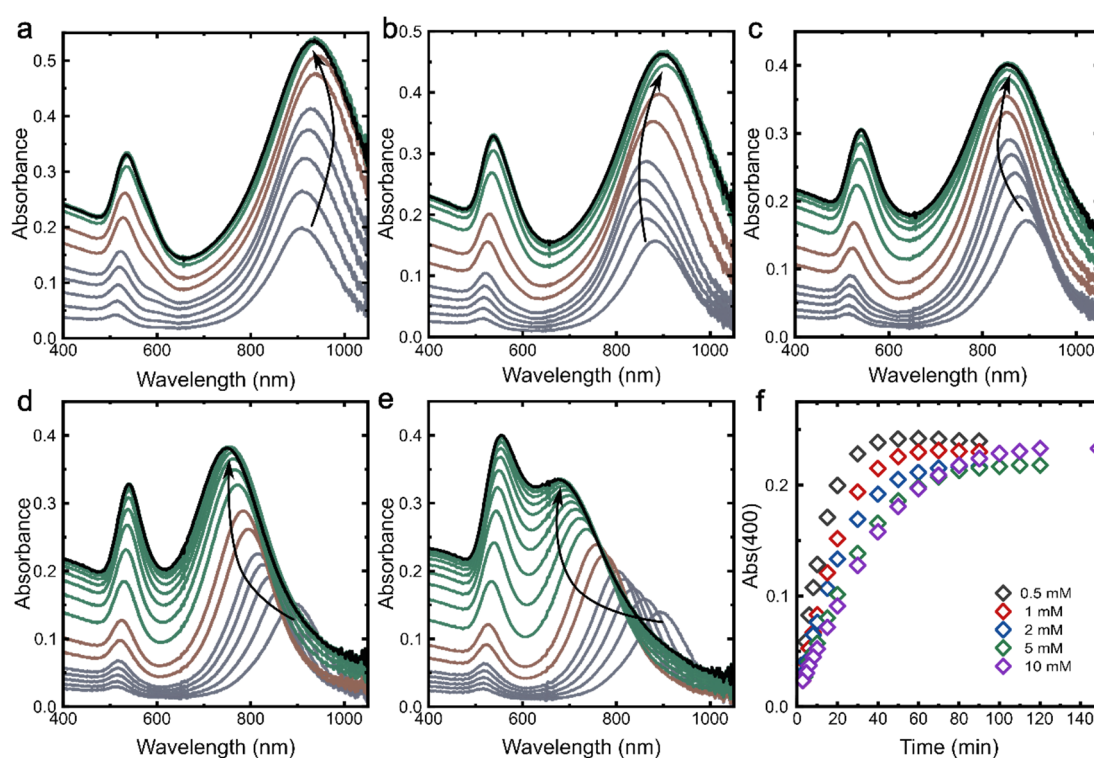 a
0.5
0.4
0.3
0.2
0.1
0.0
Absorbance
400 600 800 1000
Wavelength (nm)
b
0.5
0.4
0.3
0.2
0.1
0.0
Absorbance
400 600 800 1000
Wavelength (nm)
c
0.4
0.3
0.2
0.1
0.0
Absorbance
400 600 800 1000
Wavelength (nm)
d
0.4
0.3
0.2
0.1
0.0
Absorbance
400 600 800 1000
Wavelength (nm)
e
0.4
0.3
0.2
0.1
0.0
Absorbance
400 600 800 1000
Wavelength (nm)
f
0.2
0.1
0.0
Abs(400)
0.5 mM
1 mM
2 mM
5 mM
10 mM
0 20 40 60 80 100 120 140
Time (min)